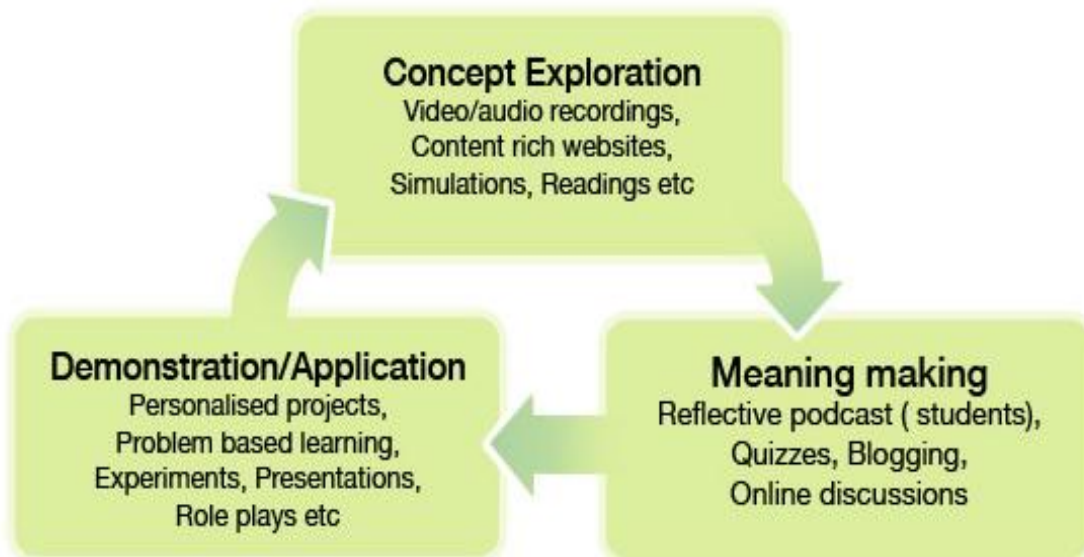 Concept Exploration
Video/audio recordings,
Content rich websites,
Simulations, Readings etc
Meaning making
Reflective podcast ( students),
Quizzes, Blogging,
Online discussions
Demonstration/Application
Personalised projects,
Problem based learning,
Experiments, Presentations,
Role plays etc